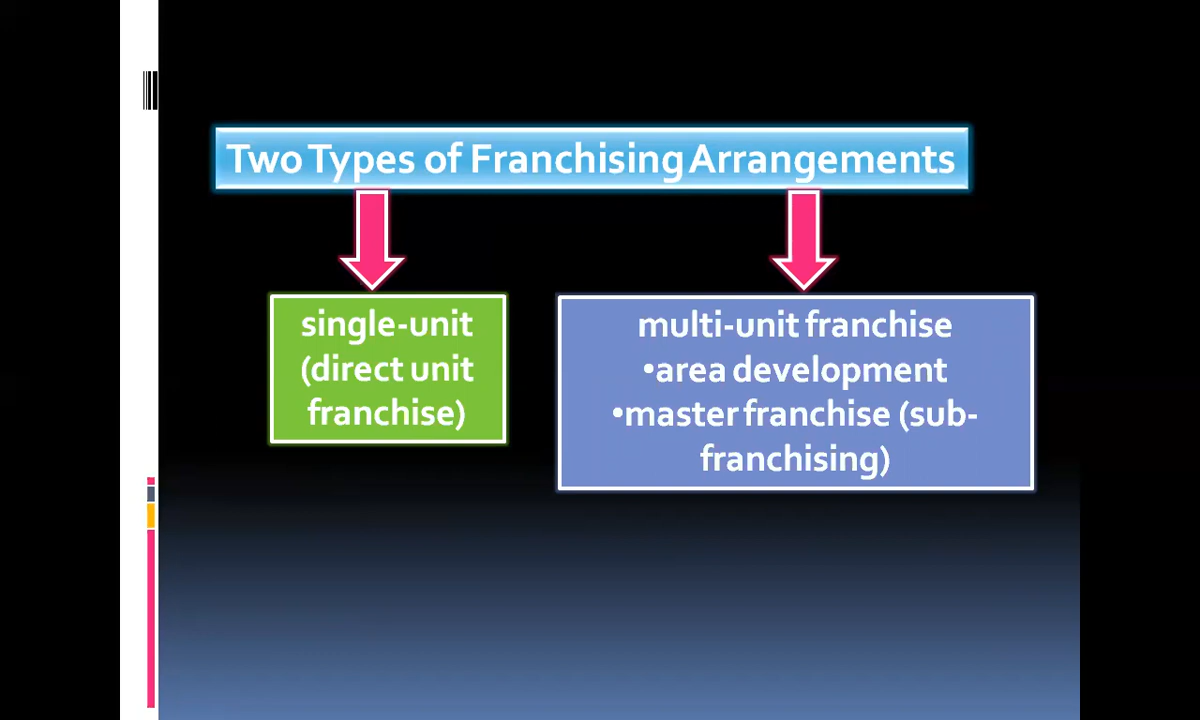 Two Types of Franchising Arrangements
single-unit
(direct unit
franchise)
multi-unit franchise
•area development
•master franchise (sub-
franchising)